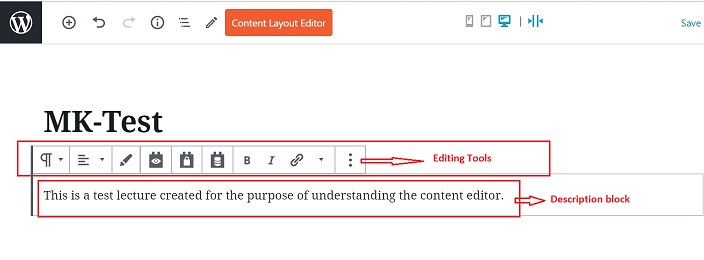 Content Layout Editor
Save
MK-Test
B I
Editing Tools
This is a test lecture created for the purpose of understanding the content editor.
Description block